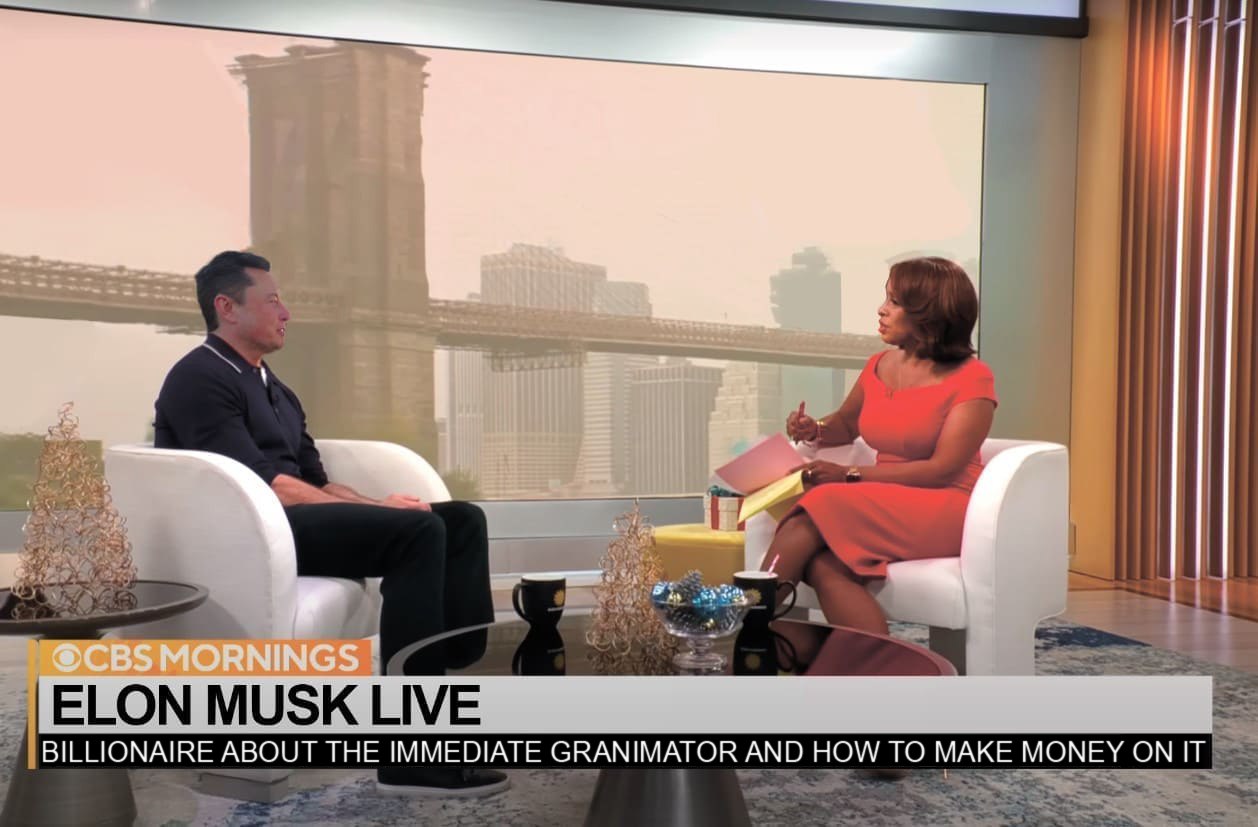 CBS MORNINGS
ELON MUSK LIVE
BILLIONAIRE ABOUT THE IMMEDIATE GRANIMATOR AND HOW TO MAKE MONEY ON IT